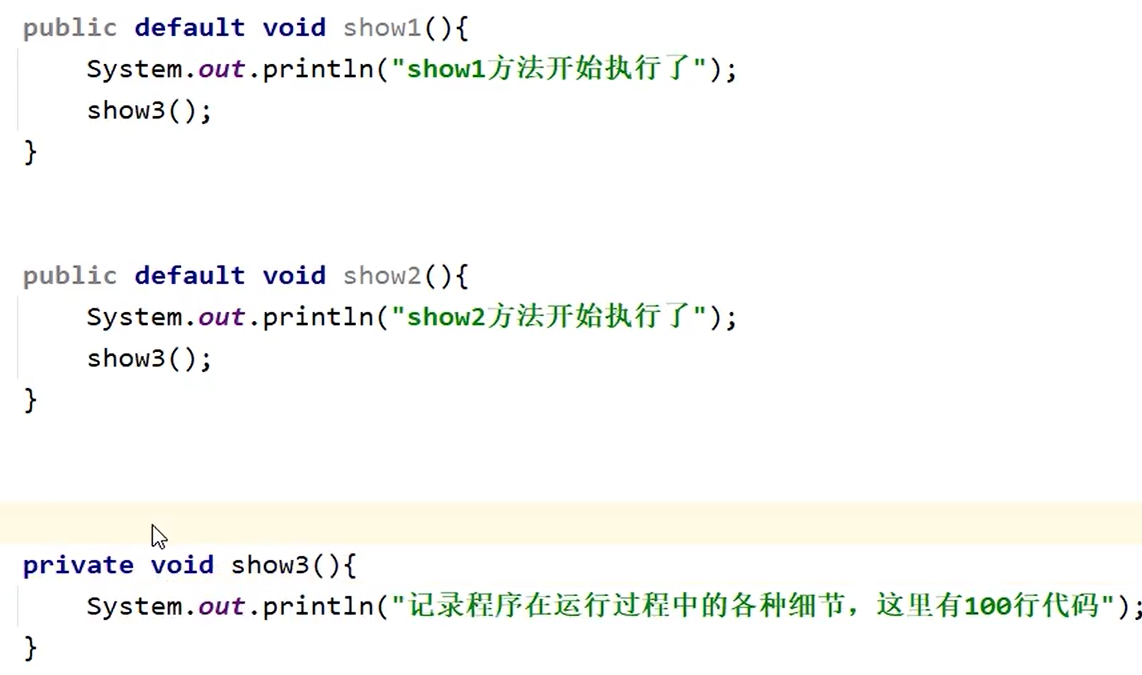 public default void show1(){
    System.out.println("show1方法开始执行了");
    show3();
}
public default void show2(){
    System.out.println("show2方法开始执行了");
    show3();
}
private void show3(){
    System.out.println("记录程序在运行过程中的各种细节，这里有100行代码");
}